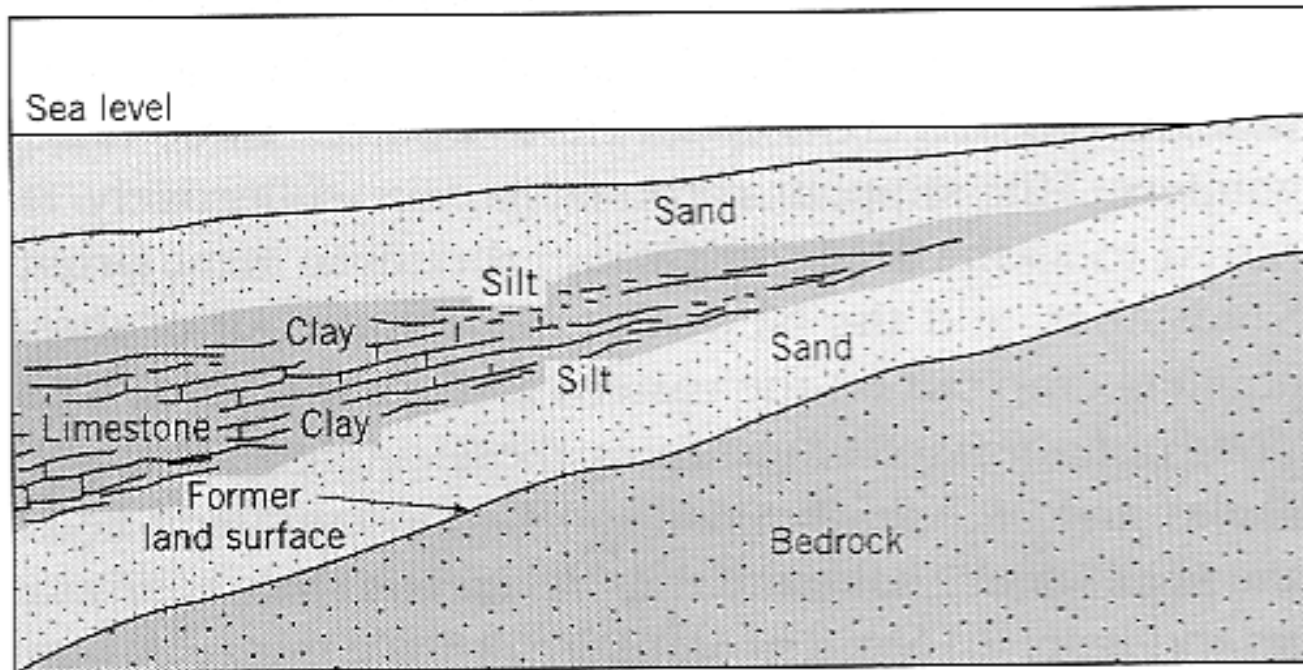 Sea level
Sand
Silt
Clay
Sand
Silt
Limestone
Clay
Former
land surface
Bedrock